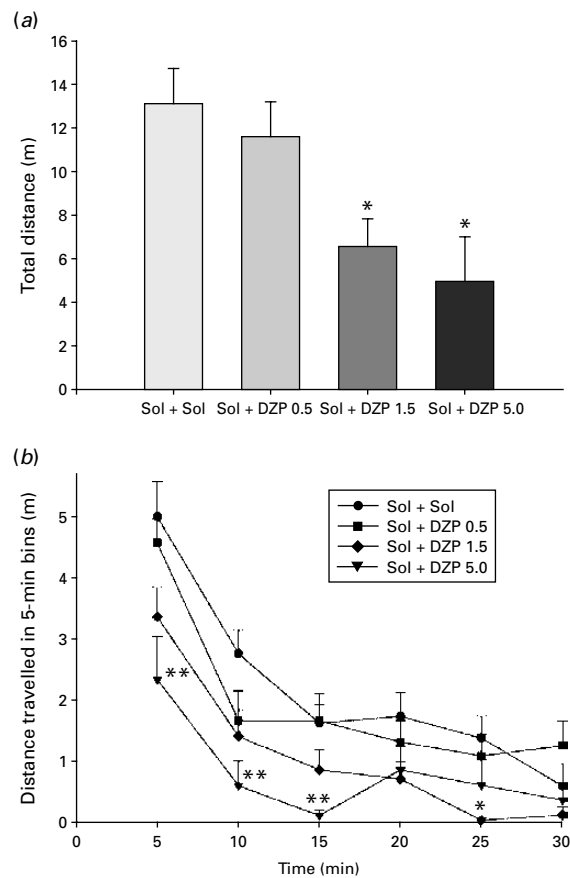 (a)
16
14
12
10
8
6
4
2
0
Total distance (m)
*
*
Sol + Sol
Sol + DZP 0.5
Sol + DZP 1.5
Sol + DZP 5.0
(b)
5
4
3
2
1
0
Distance travelled in 5-min bins (m)
Sol + Sol
Sol + DZP 0.5
Sol + DZP 1.5
Sol + DZP 5.0
**
**
**
*
0
5
10
15
20
25
30
Time (min)